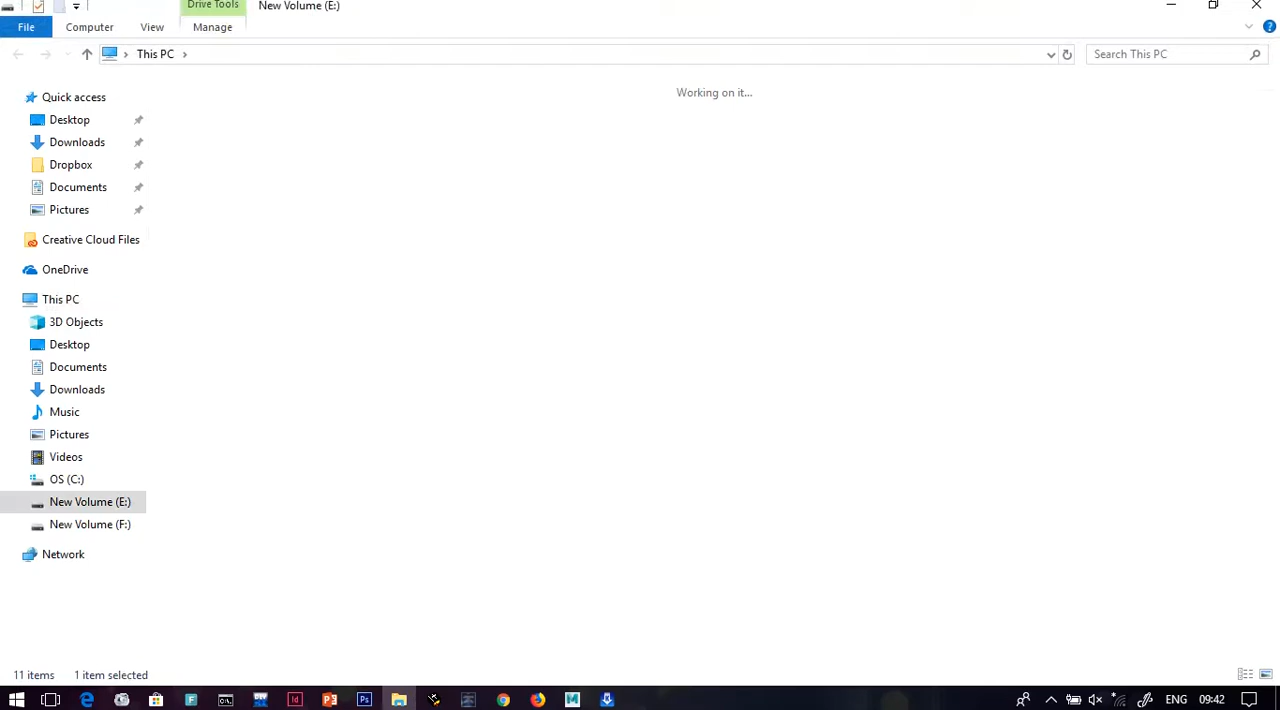 Drive Tools
New Volume (E:)
File
Computer
View
Manage
This PC
Search This PC
Working on it...
Quick access
Desktop
Downloads
Dropbox
Documents
Pictures
Creative Cloud Files
OneDrive
This PC
3D Objects
Desktop
Documents
Downloads
Music
Pictures
Videos
OS (C:)
New Volume (E:)
New Volume (F:)
Network
11 items 1 item selected
ENG 09:42